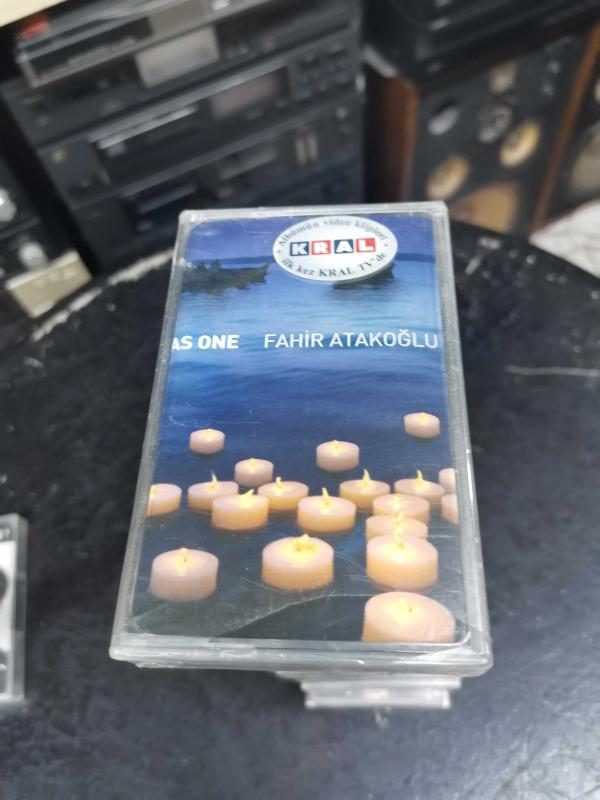 Albümün video klipleri
KRAL
ilk kez KRAL TV'de
AS ONE FAHİR ATAKOĞLU